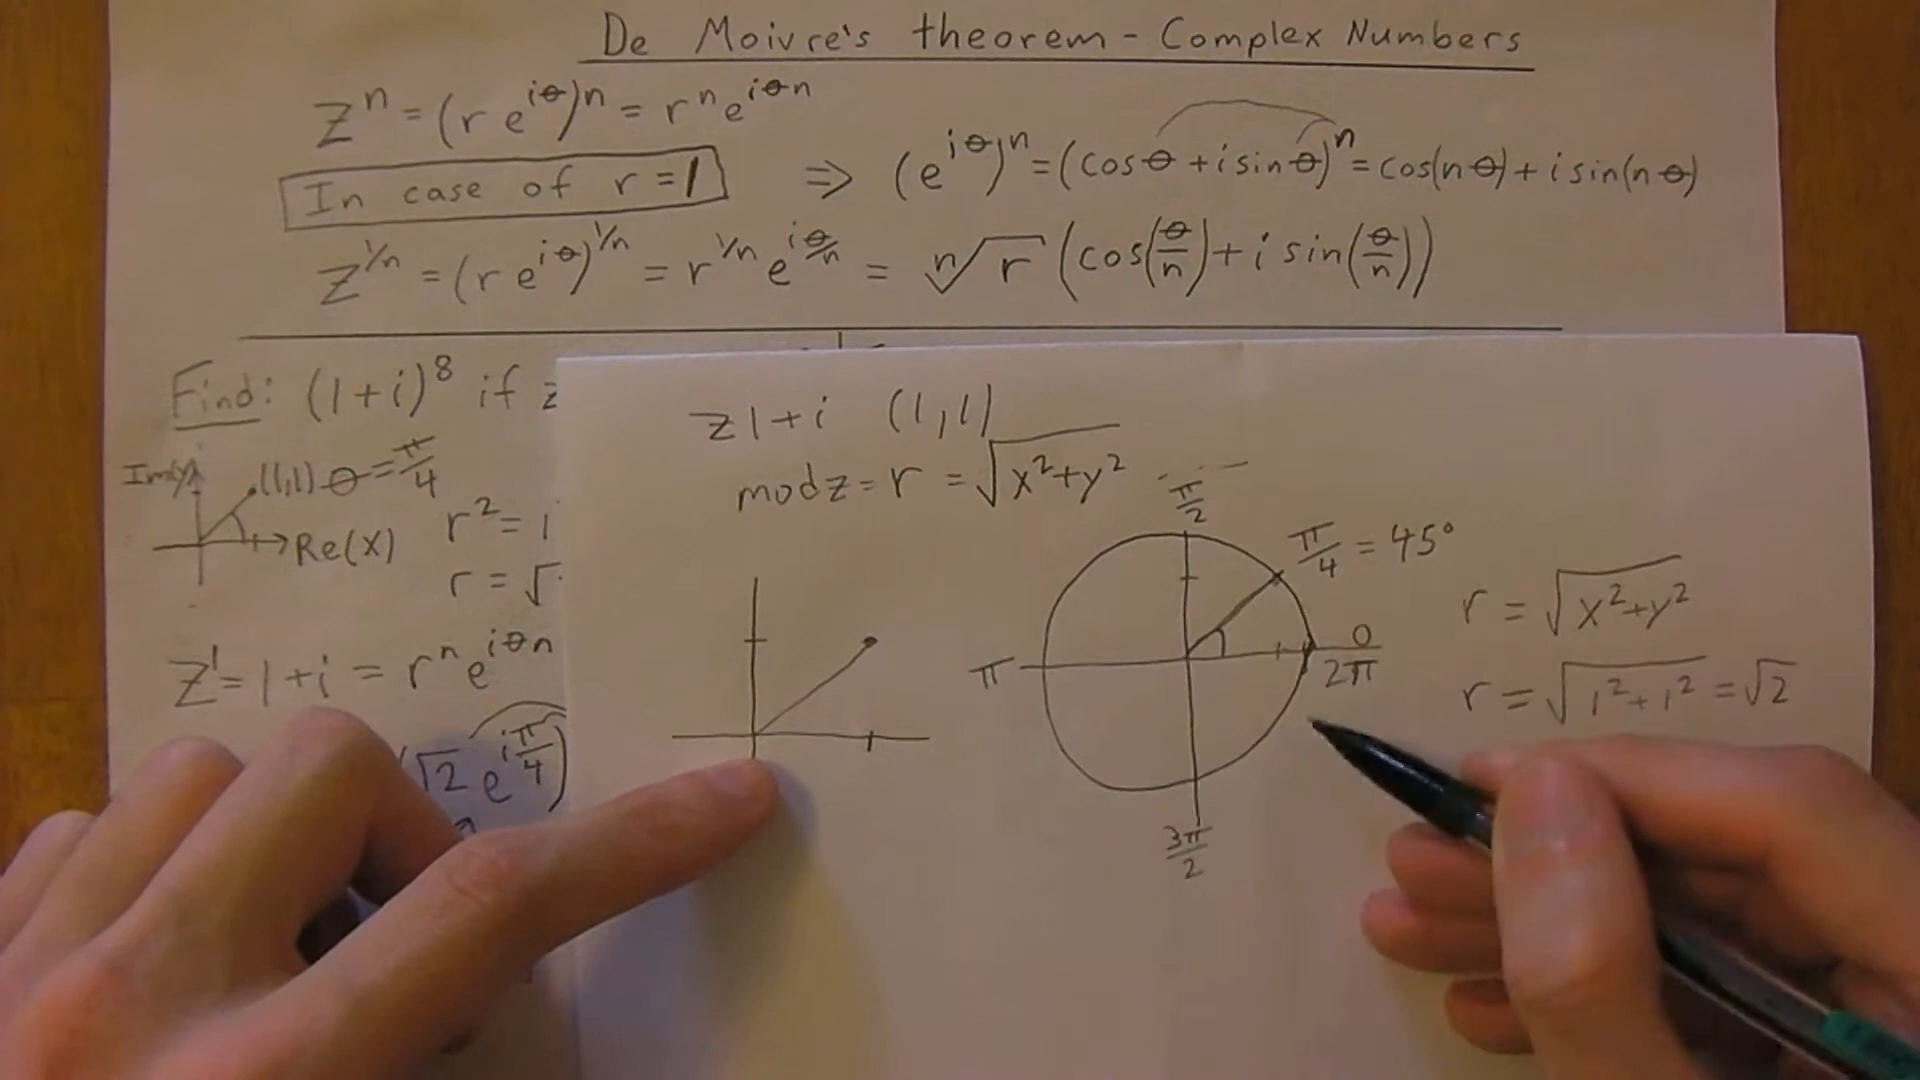 De Moivre's theorem - Complex Numbers
zⁿ = (r e^{iθ})ⁿ = rⁿ e^{iθn}
In case of r = 1 ⇒ (e^{iθ})ⁿ = (cosθ + i sinθ)ⁿ = cos(nθ) + i sin(nθ)
z^{1/n} = (r e^{iθ})^{1/n} = r^{1/n} e^{iθ/n} = ⁿ√r (cos(θ/n) + i sin(θ/n))
Find: (1+i)⁸ if z
Im(y)
(1,1) θ = π/4
Re(x)
r² = 1
r = √
z¹ = 1+i = rⁿ e^{iθn}
(√2 e^{iπ/4})
z 1+i (1,1)
mod z = r = √(x²+y²)
π/2
π/4 = 45°
π
0
2π
3π/2
r = √(x²+y²)
r = √(1²+1²) = √2